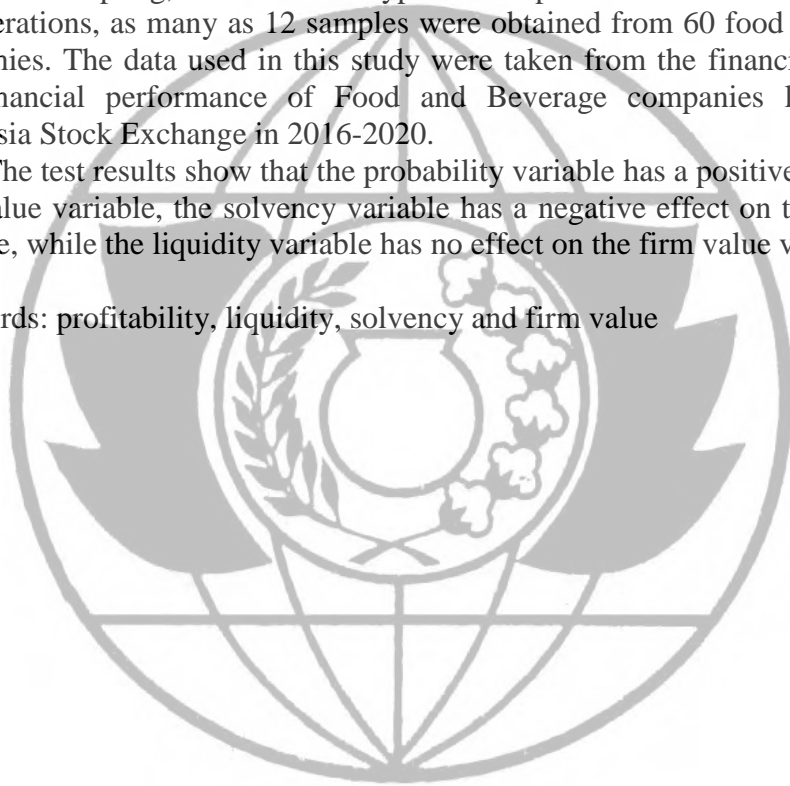 erations, as many as 12 samples were obtained from 60 food
nies. The data used in this study were taken from the financi
nancial performance of Food and Beverage companies l
sia Stock Exchange in 2016-2020.
The test results show that the probability variable has a positive
alue variable, the solvency variable has a negative effect on t
e, while the liquidity variable has no effect on the firm value v
rds: profitability, liquidity, solvency and firm value